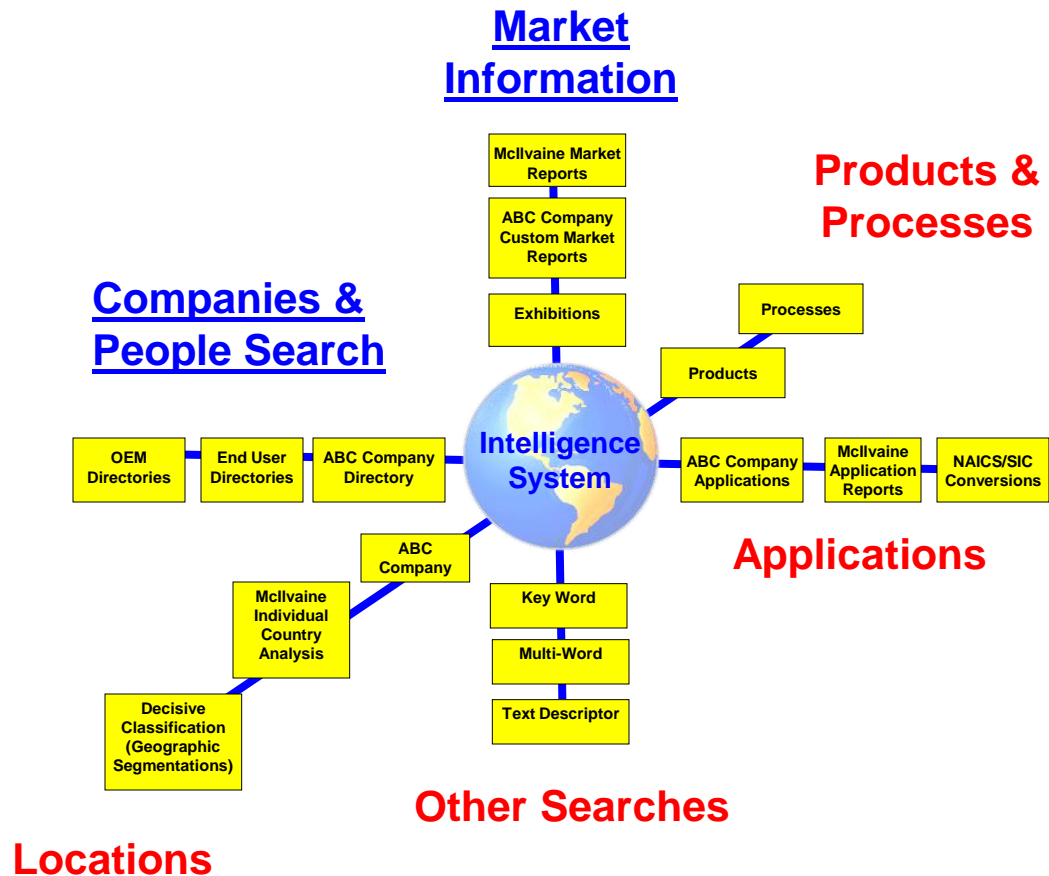 Market
Information
McIlvaine Market
Reports
ABC Company
Custom Market
Reports
Exhibitions
Products &
Processes
Processes
Products
Companies &
People Search
OEM
Directories
End User
Directories
ABC Company
Directory
Intelligence
System
ABC Company
Applications
McIlvaine
Application
Reports
NAICS/SIC
Conversions
Applications
ABC
Company
McIlvaine
Individual
Country
Analysis
Decisive
Classification
(Geographic
Segmentations)
Key Word
Multi-Word
Text Descriptor
Other Searches
Locations